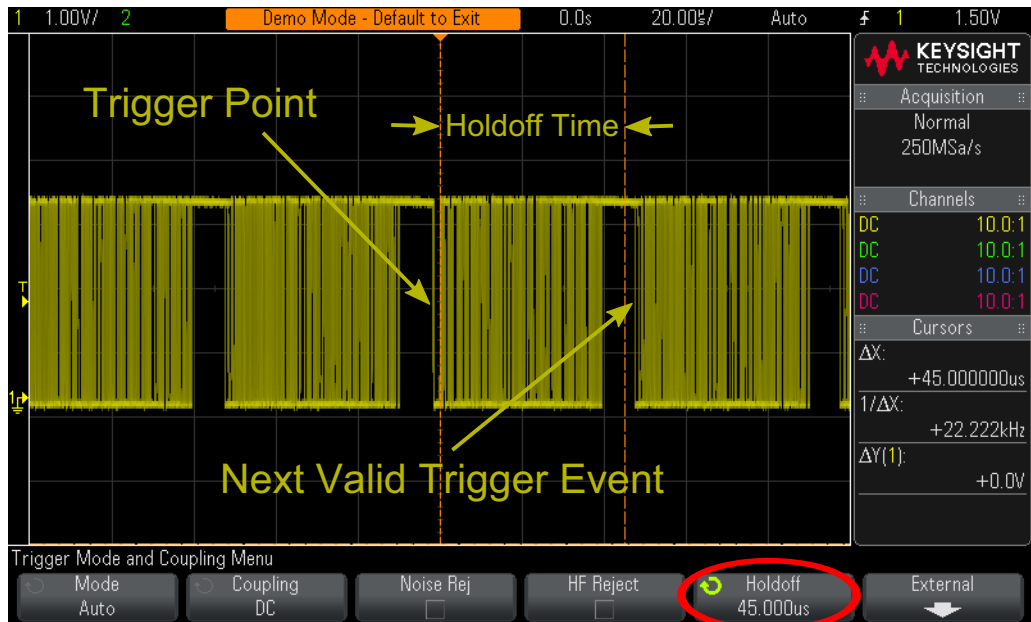 1 1.00V/ 2 Demo Mode - Default to Exit 0.0s 20.00µs/ Auto 1 1.50V
KEYSIGHT
TECHNOLOGIES
Acquisition
Normal
250MSa/s
Channels
DC 10.0:1
DC 10.0:1
DC 10.0:1
DC 10.0:1
Cursors
ΔX:
+45.000000us
1/ΔX:
+22.222kHz
ΔY(1):
+0.0V
Trigger Point
Holdoff Time
T
1
Next Valid Trigger Event
Trigger Mode and Coupling Menu
Mode
Auto
Coupling
DC
Noise Rej
HF Reject
Holdoff
45.000us
External